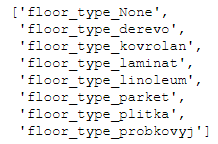 ['floor_type_None',
'floor_type_derevo',
'floor_type_kovrolan',
'floor_type_laminat',
'floor_type_linoleum',
'floor_type_parket',
'floor_type_plitka',
'floor_type_probkovyj']